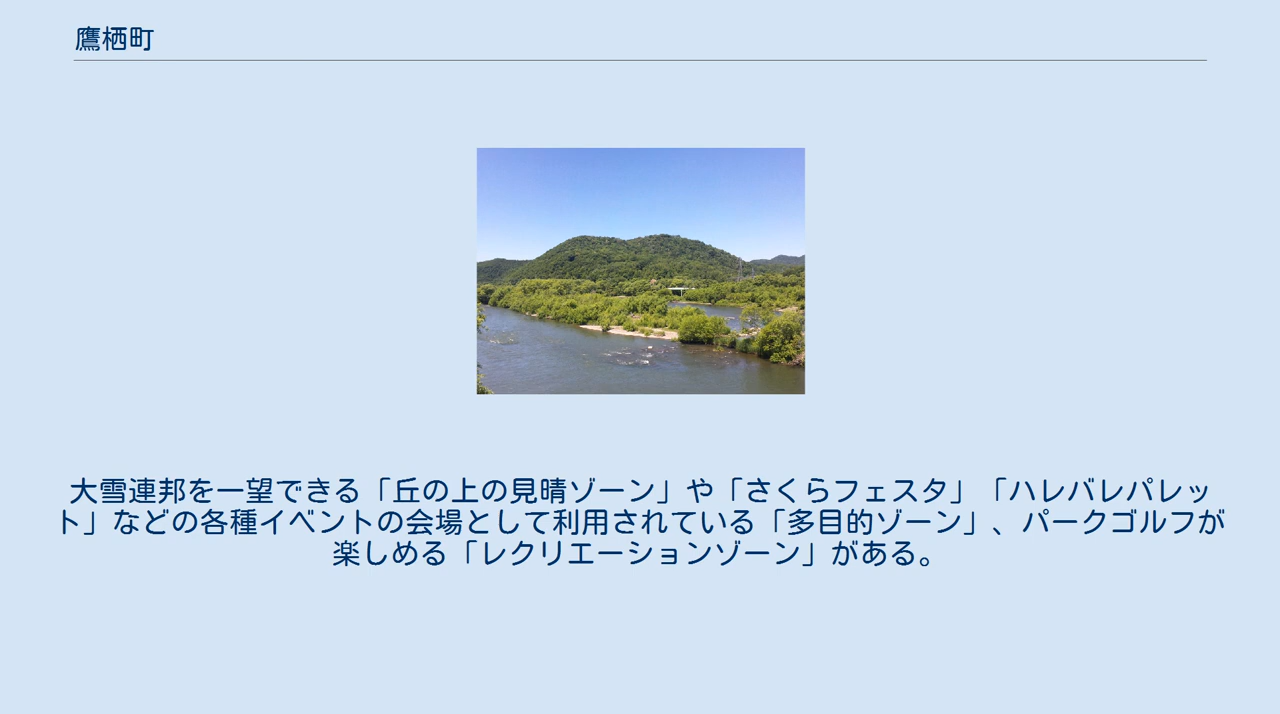 鷹栖町
大雪連邦を一望できる「丘の上の見晴ゾーン」や「さくらフェスタ」「ハレバレパレッ
ト」などの各種イベントの会場として利用されている「多目的ゾーン」、パークゴルフが
楽しめる「レクリエーションゾーン」がある。